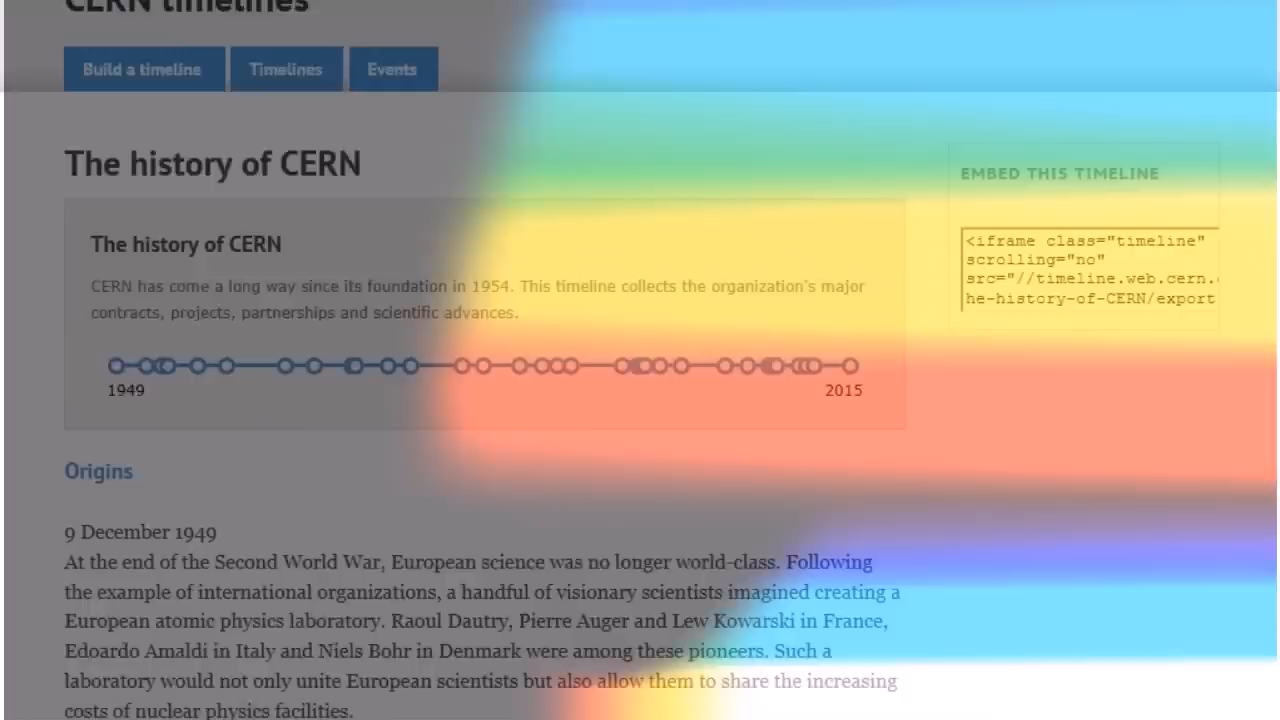 CERN timelines
Build a timeline Timelines Events
The history of CERN
EMBED THIS TIMELINE
<iframe class="timeline"
scrolling="no"
src="//timeline.web.cern.
he-history-of-CERN/export
The history of CERN
CERN has come a long way since its foundation in 1954. This timeline collects the organization's major
contracts, projects, partnerships and scientific advances.
1949 2015
Origins
9 December 1949
At the end of the Second World War, European science was no longer world-class. Following
the example of international organizations, a handful of visionary scientists imagined creating a
European atomic physics laboratory. Raoul Dautry, Pierre Auger and Lew Kowarski in France,
Edoardo Amaldi in Italy and Niels Bohr in Denmark were among these pioneers. Such a
laboratory would not only unite European scientists but also allow them to share the increasing
costs of nuclear physics facilities.